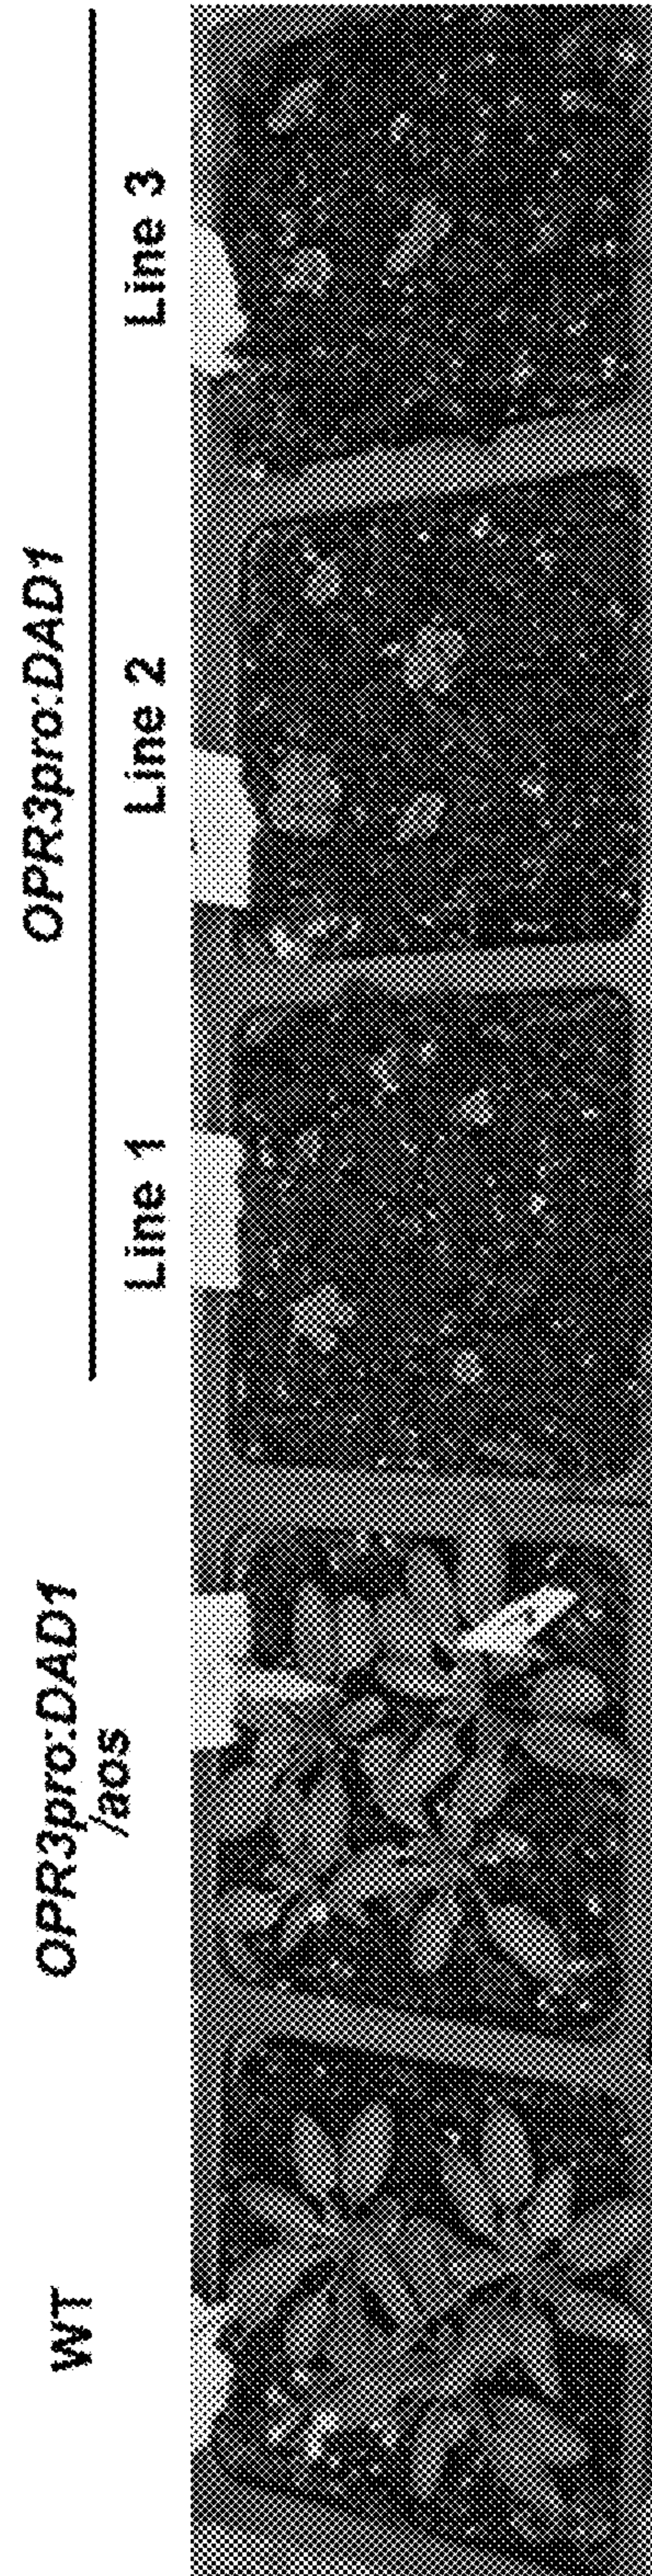 WT
OPR3pro:DAD1
/aos
OPR3pro:DAD1
Line 1
Line 2
Line 3